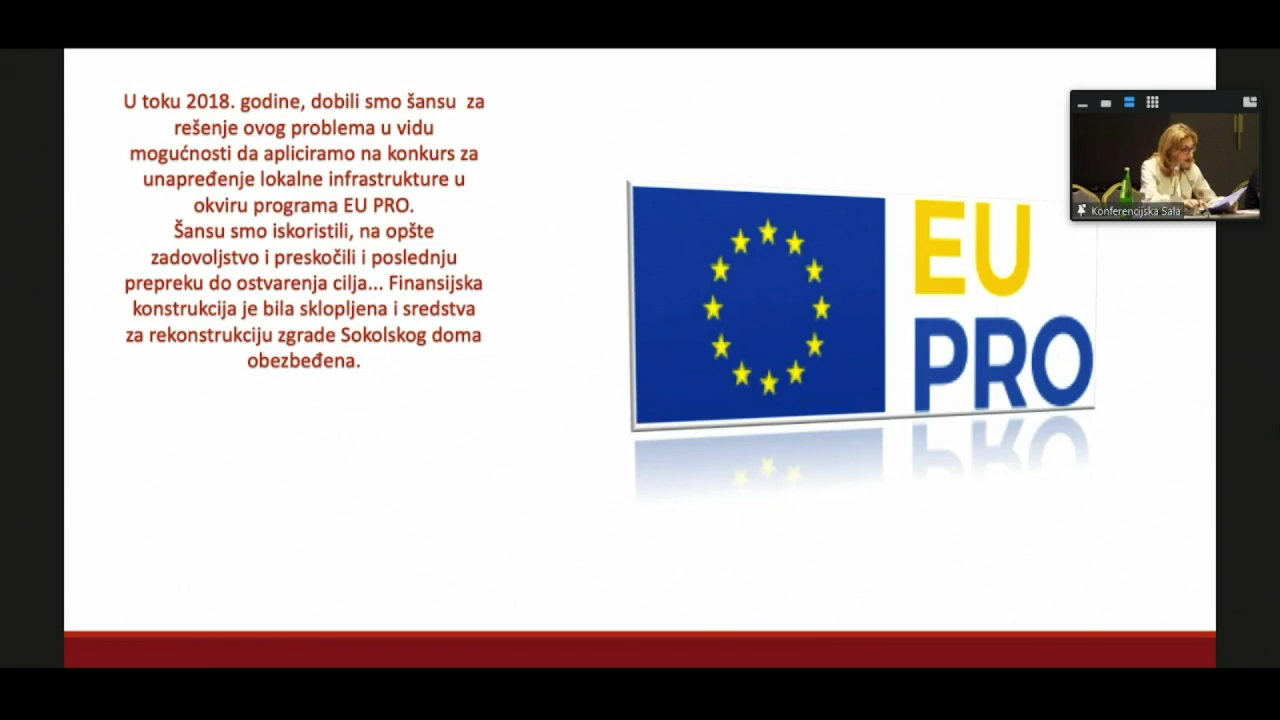 U toku 2018. godine, dobili smo šansu za
rešenje ovog problema u vidu
mogućnosti da apliciramo na konkurs za
unapređenje lokalne infrastrukture u
okviru programa EU PRO.
Šansu smo iskoristili, na opšte
zadovoljstvo i preskočili i poslednju
prepreku do ostvarenja cilja... Finansijska
konstrukcija je bila sklopljena i sredstva
za rekonstrukciju zgrade Sokolskog doma
obezbeđena.
EU
PRO
Konferencijska Sala